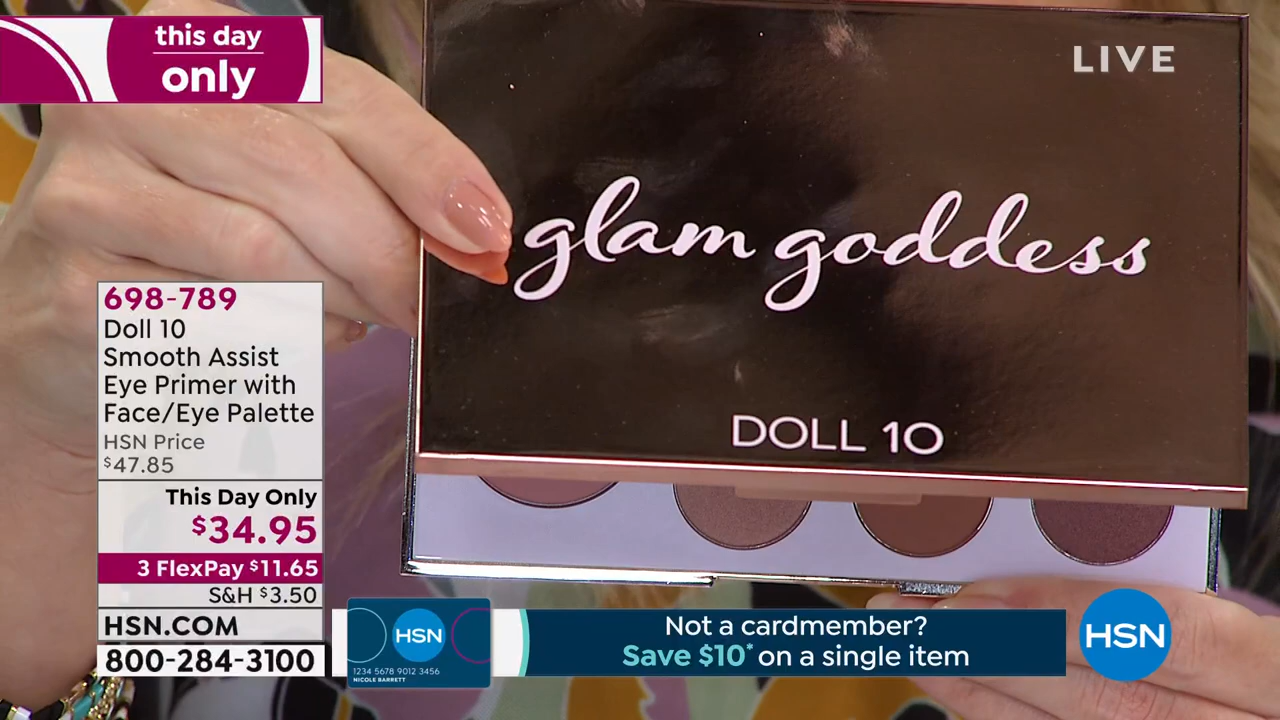 this day
only
LIVE
glam goddess
DOLL 10
698-789
Doll 10
Smooth Assist
Eye Primer with
Face/Eye Palette
HSN Price
$47.85
This Day Only
$34.95
3 FlexPay $11.65
S&H $3.50
HSN.COM
800-284-3100
HSN
1234 5678 9012 3456
NICOLE BARRETT
Not a cardmember?
Save $10* on a single item
HSN